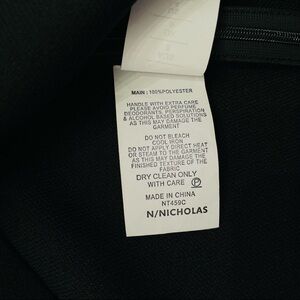 MAIN : 100%POLYESTER
HANDLE WITH EXTRA CARE
PLEASE AVOID PERFUME,
DEODORANTS, PERSPIRATION
& ALCOHOL BASED SOLUTIONS
AS THIS MAY DAMAGE THE
GARMENT
DO NOT BLEACH
COOL IRON
DO NOT APPLY DIRECT HEAT
OR STEAM TO THE GARMENT
AS THIS MAY DAMAGE THE
FINISHED TEXTURE OF THE
FABRIC
DRY CLEAN ONLY
WITH CARE Ⓟ
MADE IN CHINA
NT459C
N/NICHOLAS